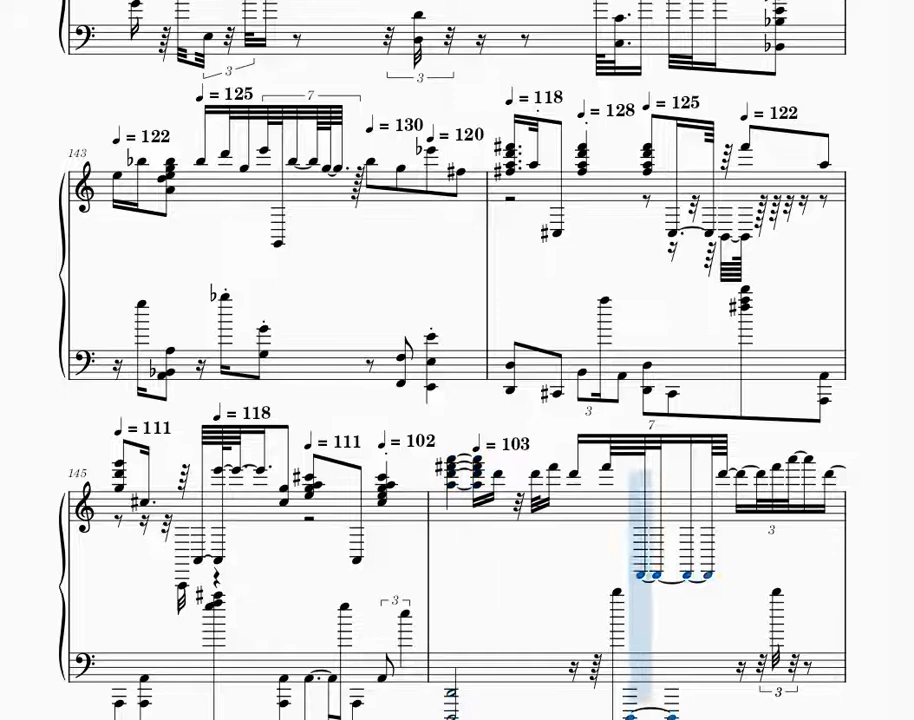 3
3
♩ = 125
7
♩ = 118
♩ = 128
♩ = 125
♩ = 122
♩ = 122
♩ = 130
♩ = 120
143
3
7
♩ = 111
♩ = 118
♩ = 111
♩ = 102
♩ = 103
145
3
3
3